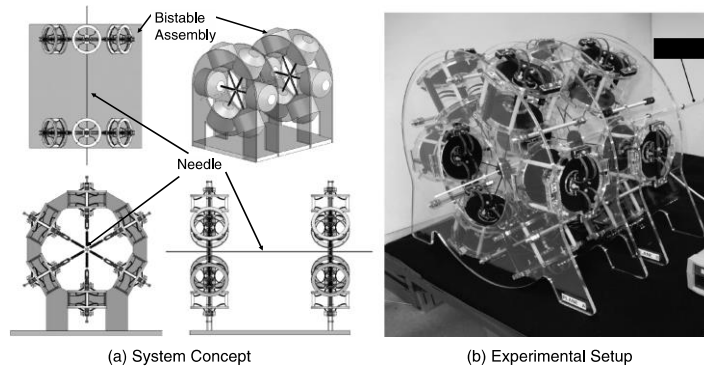 Bistable
Assembly
Needle
(a) System Concept
(b) Experimental Setup